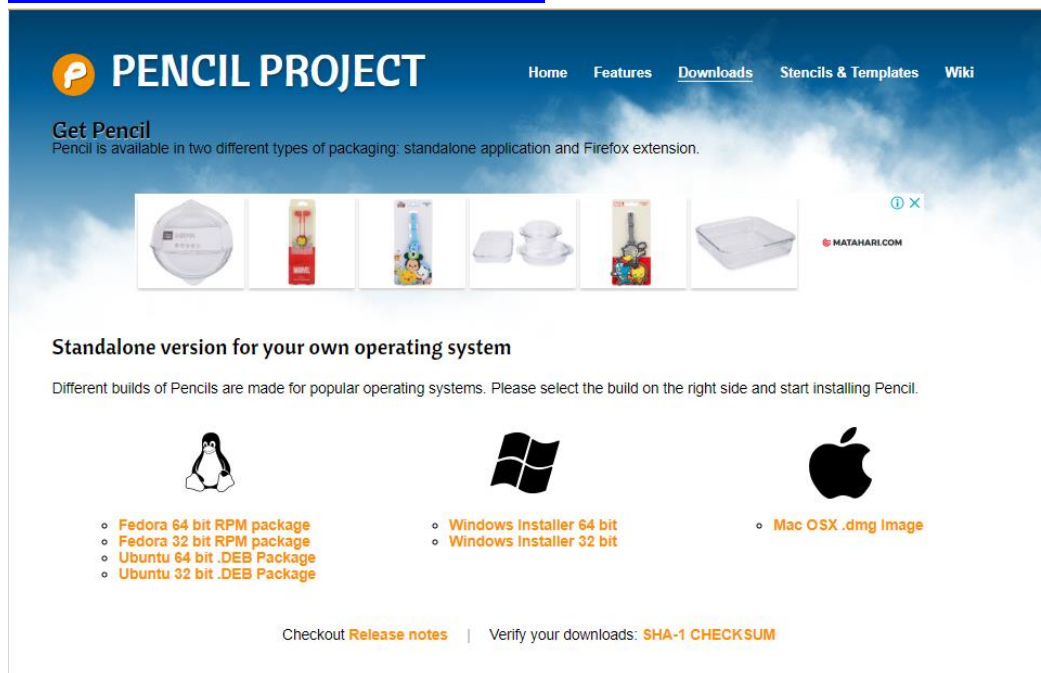 PENCIL PROJECT
Home Features Downloads Stencils & Templates Wiki
Get Pencil
Pencil is available in two different types of packaging: standalone application and Firefox extension.
MARVEL
MATAHARI.COM
Standalone version for your own operating system
Different builds of Pencils are made for popular operating systems. Please select the build on the right side and start installing Pencil.
Fedora 64 bit RPM package
Fedora 32 bit RPM package
Ubuntu 64 bit .DEB Package
Ubuntu 32 bit .DEB Package
Windows Installer 64 bit
Windows Installer 32 bit
Mac OSX .dmg Image
Checkout Release notes | Verify your downloads: SHA-1 CHECKSUM